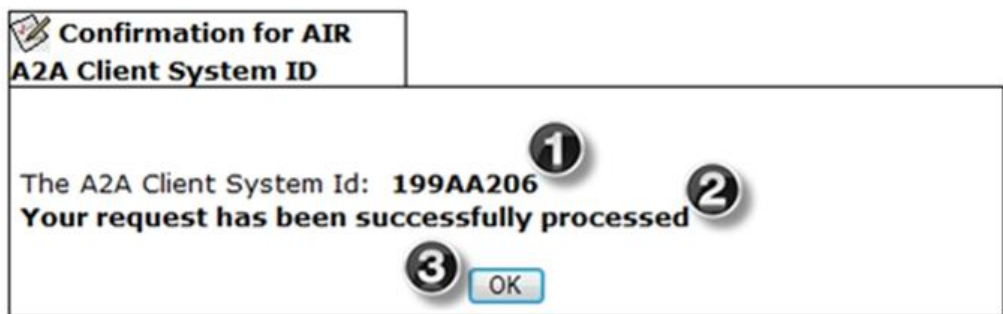 Confirmation for AIR
A2A Client System ID
1
The A2A Client System Id: 199AA206
2
Your request has been successfully processed
3
OK